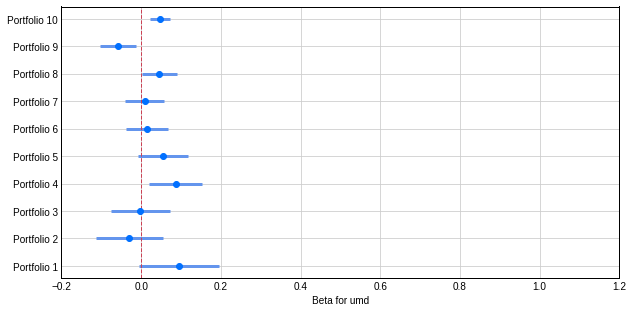 Portfolio 10
Portfolio 9
Portfolio 8
Portfolio 7
Portfolio 6
Portfolio 5
Portfolio 4
Portfolio 3
Portfolio 2
Portfolio 1
−0.2 0.0 0.2 0.4 0.6 0.8 1.0 1.2
Beta for umd